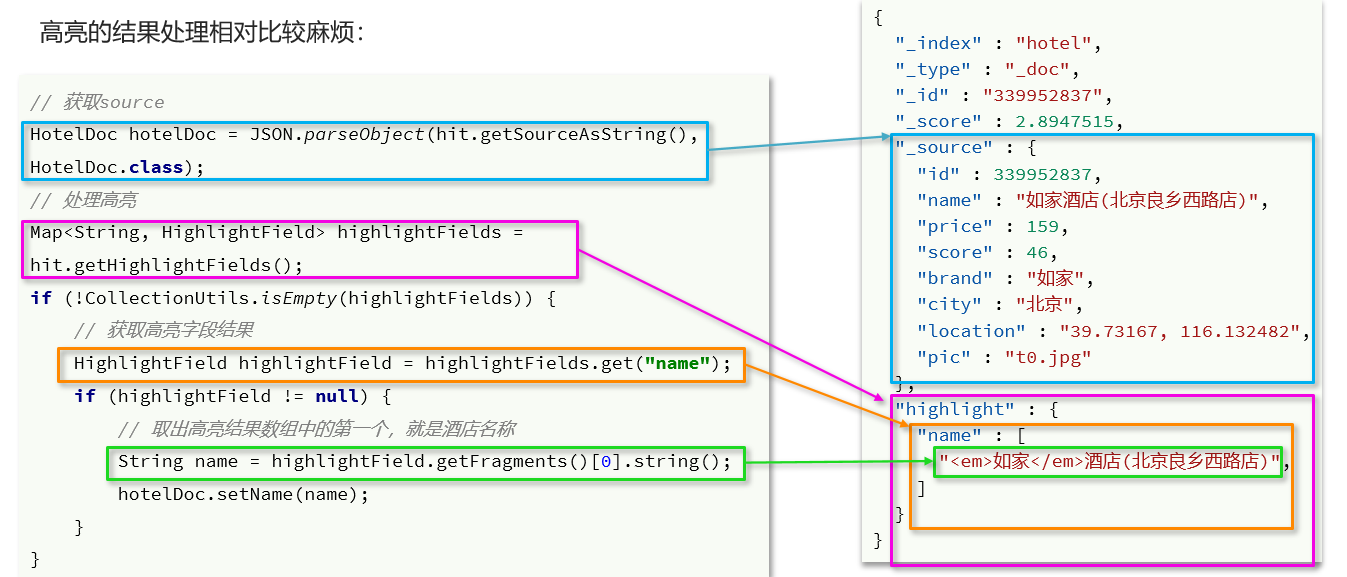 高亮的结果处理相对比较麻烦：
// 获取source
HotelDoc hotelDoc = JSON.parseObject(hit.getSourceAsString(),
HotelDoc.class);
// 处理高亮
Map<String, HighlightField> highlightFields =
hit.getHighlightFields();
if (!CollectionUtils.isEmpty(highlightFields)) {
// 获取高亮字段结果
HighlightField highlightField = highlightFields.get("name");
if (highlightField != null) {
// 取出高亮结果数组中的第一个，就是酒店名称
String name = highlightField.getFragments()[0].string();
hotelDoc.setName(name);
}
}
{
"_index" : "hotel",
"_type" : "_doc",
"_id" : "339952837",
"_score" : 2.8947515,
"_source" : {
"id" : 339952837,
"name" : "如家酒店(北京良乡西路店)",
"price" : 159,
"score" : 46,
"brand" : "如家",
"city" : "北京",
"location" : "39.73167, 116.132482",
"pic" : "t0.jpg"
},
"highlight" : {
"name" : [
"<em>如家</em>酒店(北京良乡西路店)",
]
}
}